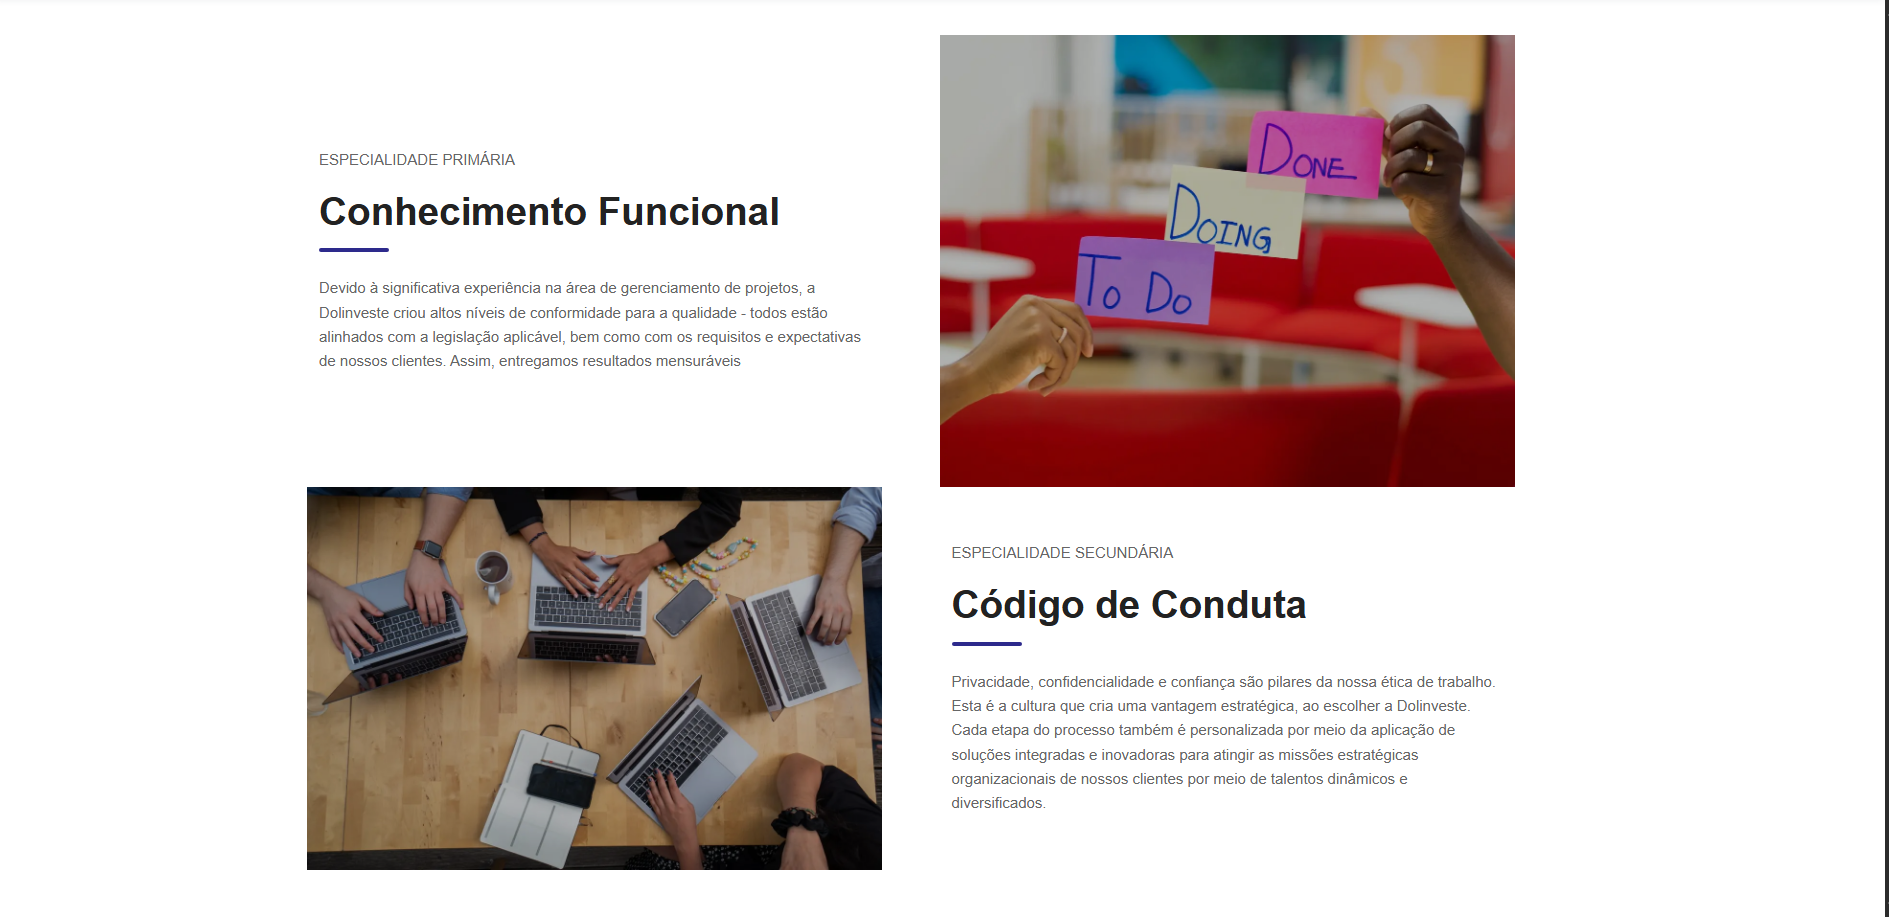 ESPECIALIDADE PRIMÁRIA
Conhecimento Funcional
Devido à significativa experiência na área de gerenciamento de projetos, a
Dolinveste criou altos níveis de conformidade para a qualidade - todos estão
alinhados com a legislação aplicável, bem como com os requisitos e expectativas
de nossos clientes. Assim, entregamos resultados mensuráveis
DONE
DOING
TO DO
ESPECIALIDADE SECUNDÁRIA
Código de Conduta
Privacidade, confidencialidade e confiança são pilares da nossa ética de trabalho.
Esta é a cultura que cria uma vantagem estratégica, ao escolher a Dolinveste.
Cada etapa do processo também é personalizada por meio da aplicação de
soluções integradas e inovadoras para atingir as missões estratégicas
organizacionais de nossos clientes por meio de talentos dinâmicos e
diversificados.